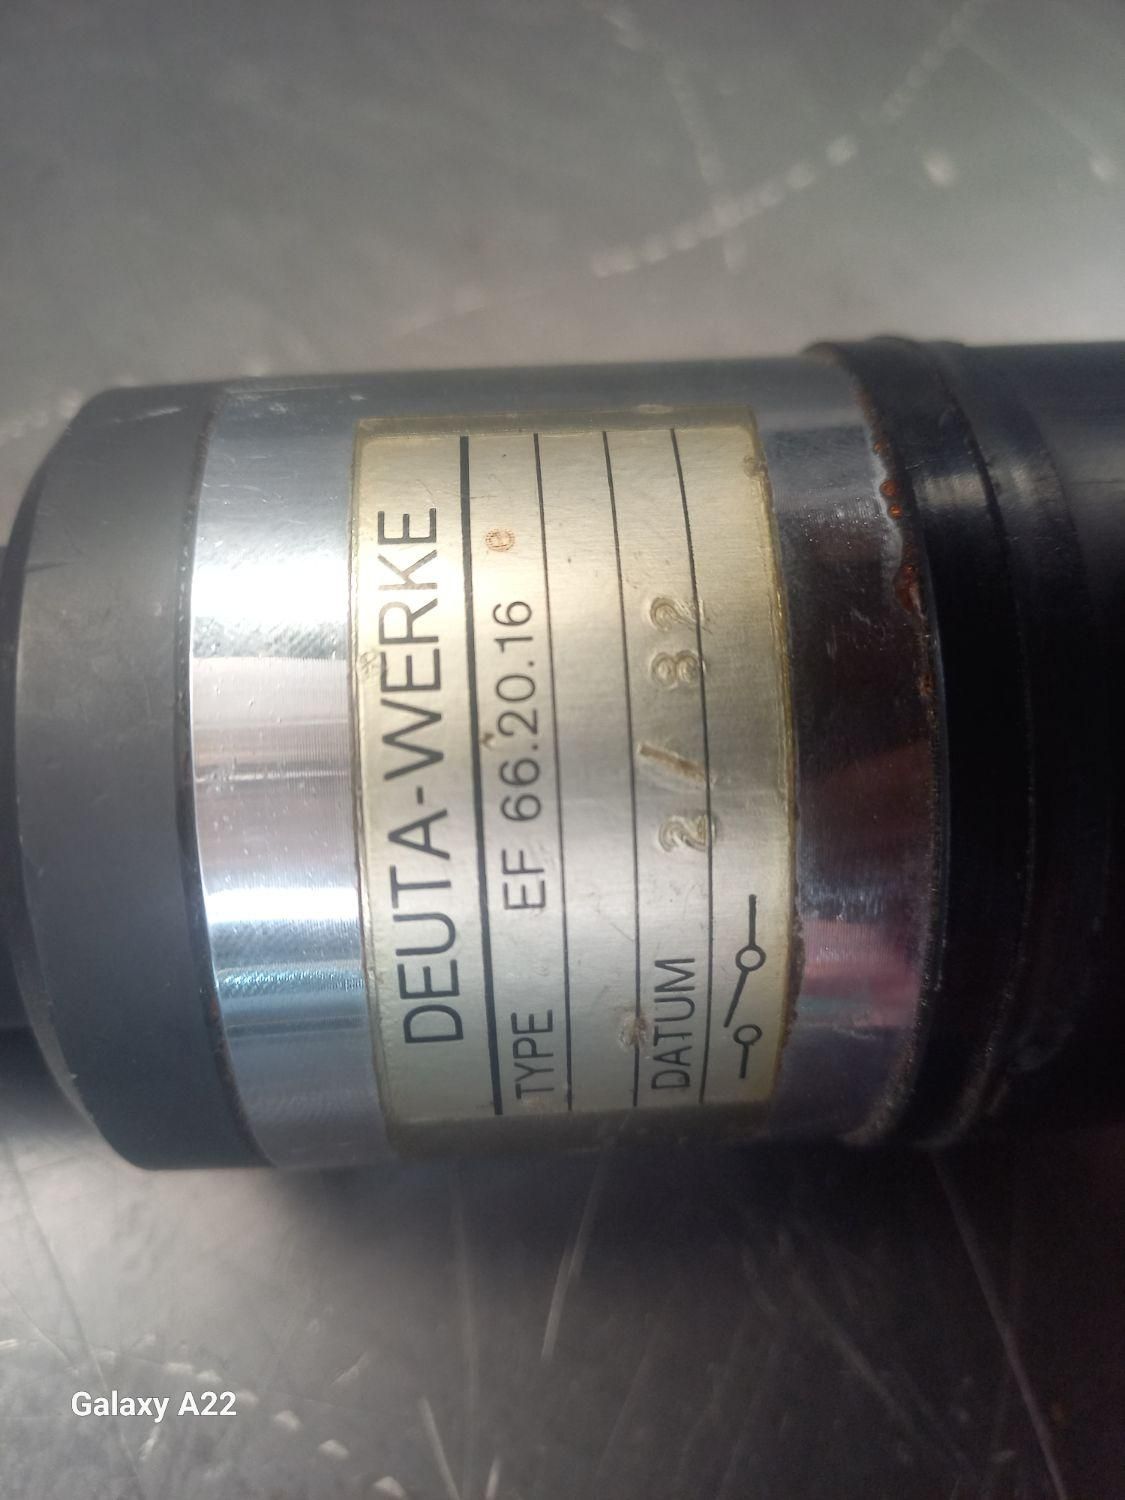 DEUTA-WERKE
TYPE EF 66.20.16 e
DATUM 2/82
Galaxy A22